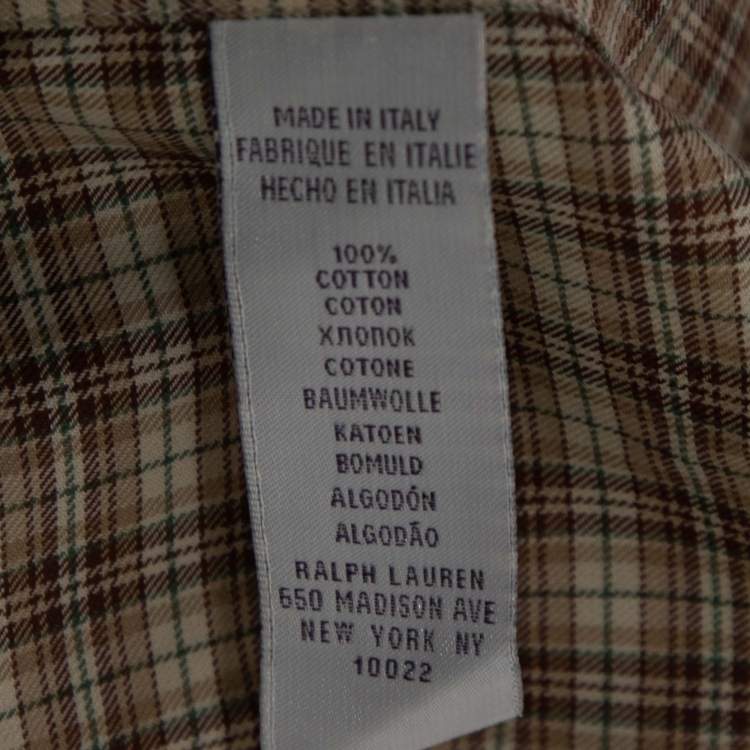 MADE IN ITALY
FABRIQUE EN ITALIE
HECHO EN ITALIA
100%
COTTON
COTON
ХЛОПОК
COTONE
BAUMWOLLE
KATOEN
BOMULD
ALGODÓN
ALGODÃO
RALPH LAUREN
650 MADISON AVE
NEW YORK NY
10022